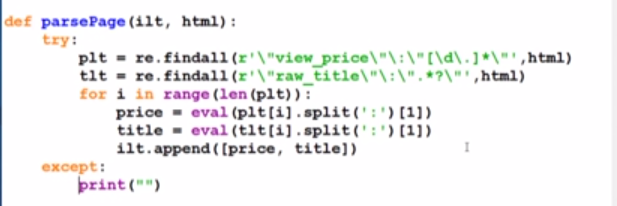 def parsePage(ilt, html):
    try:
        plt = re.findall(r'\"view_price\"\:\"[\d\.]*\"',html)
        tlt = re.findall(r'\"raw_title\"\:\".*?\"',html)
        for i in range(len(plt)):
            price = eval(plt[i].split(':')[1])
            title = eval(tlt[i].split(':')[1])
            ilt.append([price, title])
    except:
        print("")